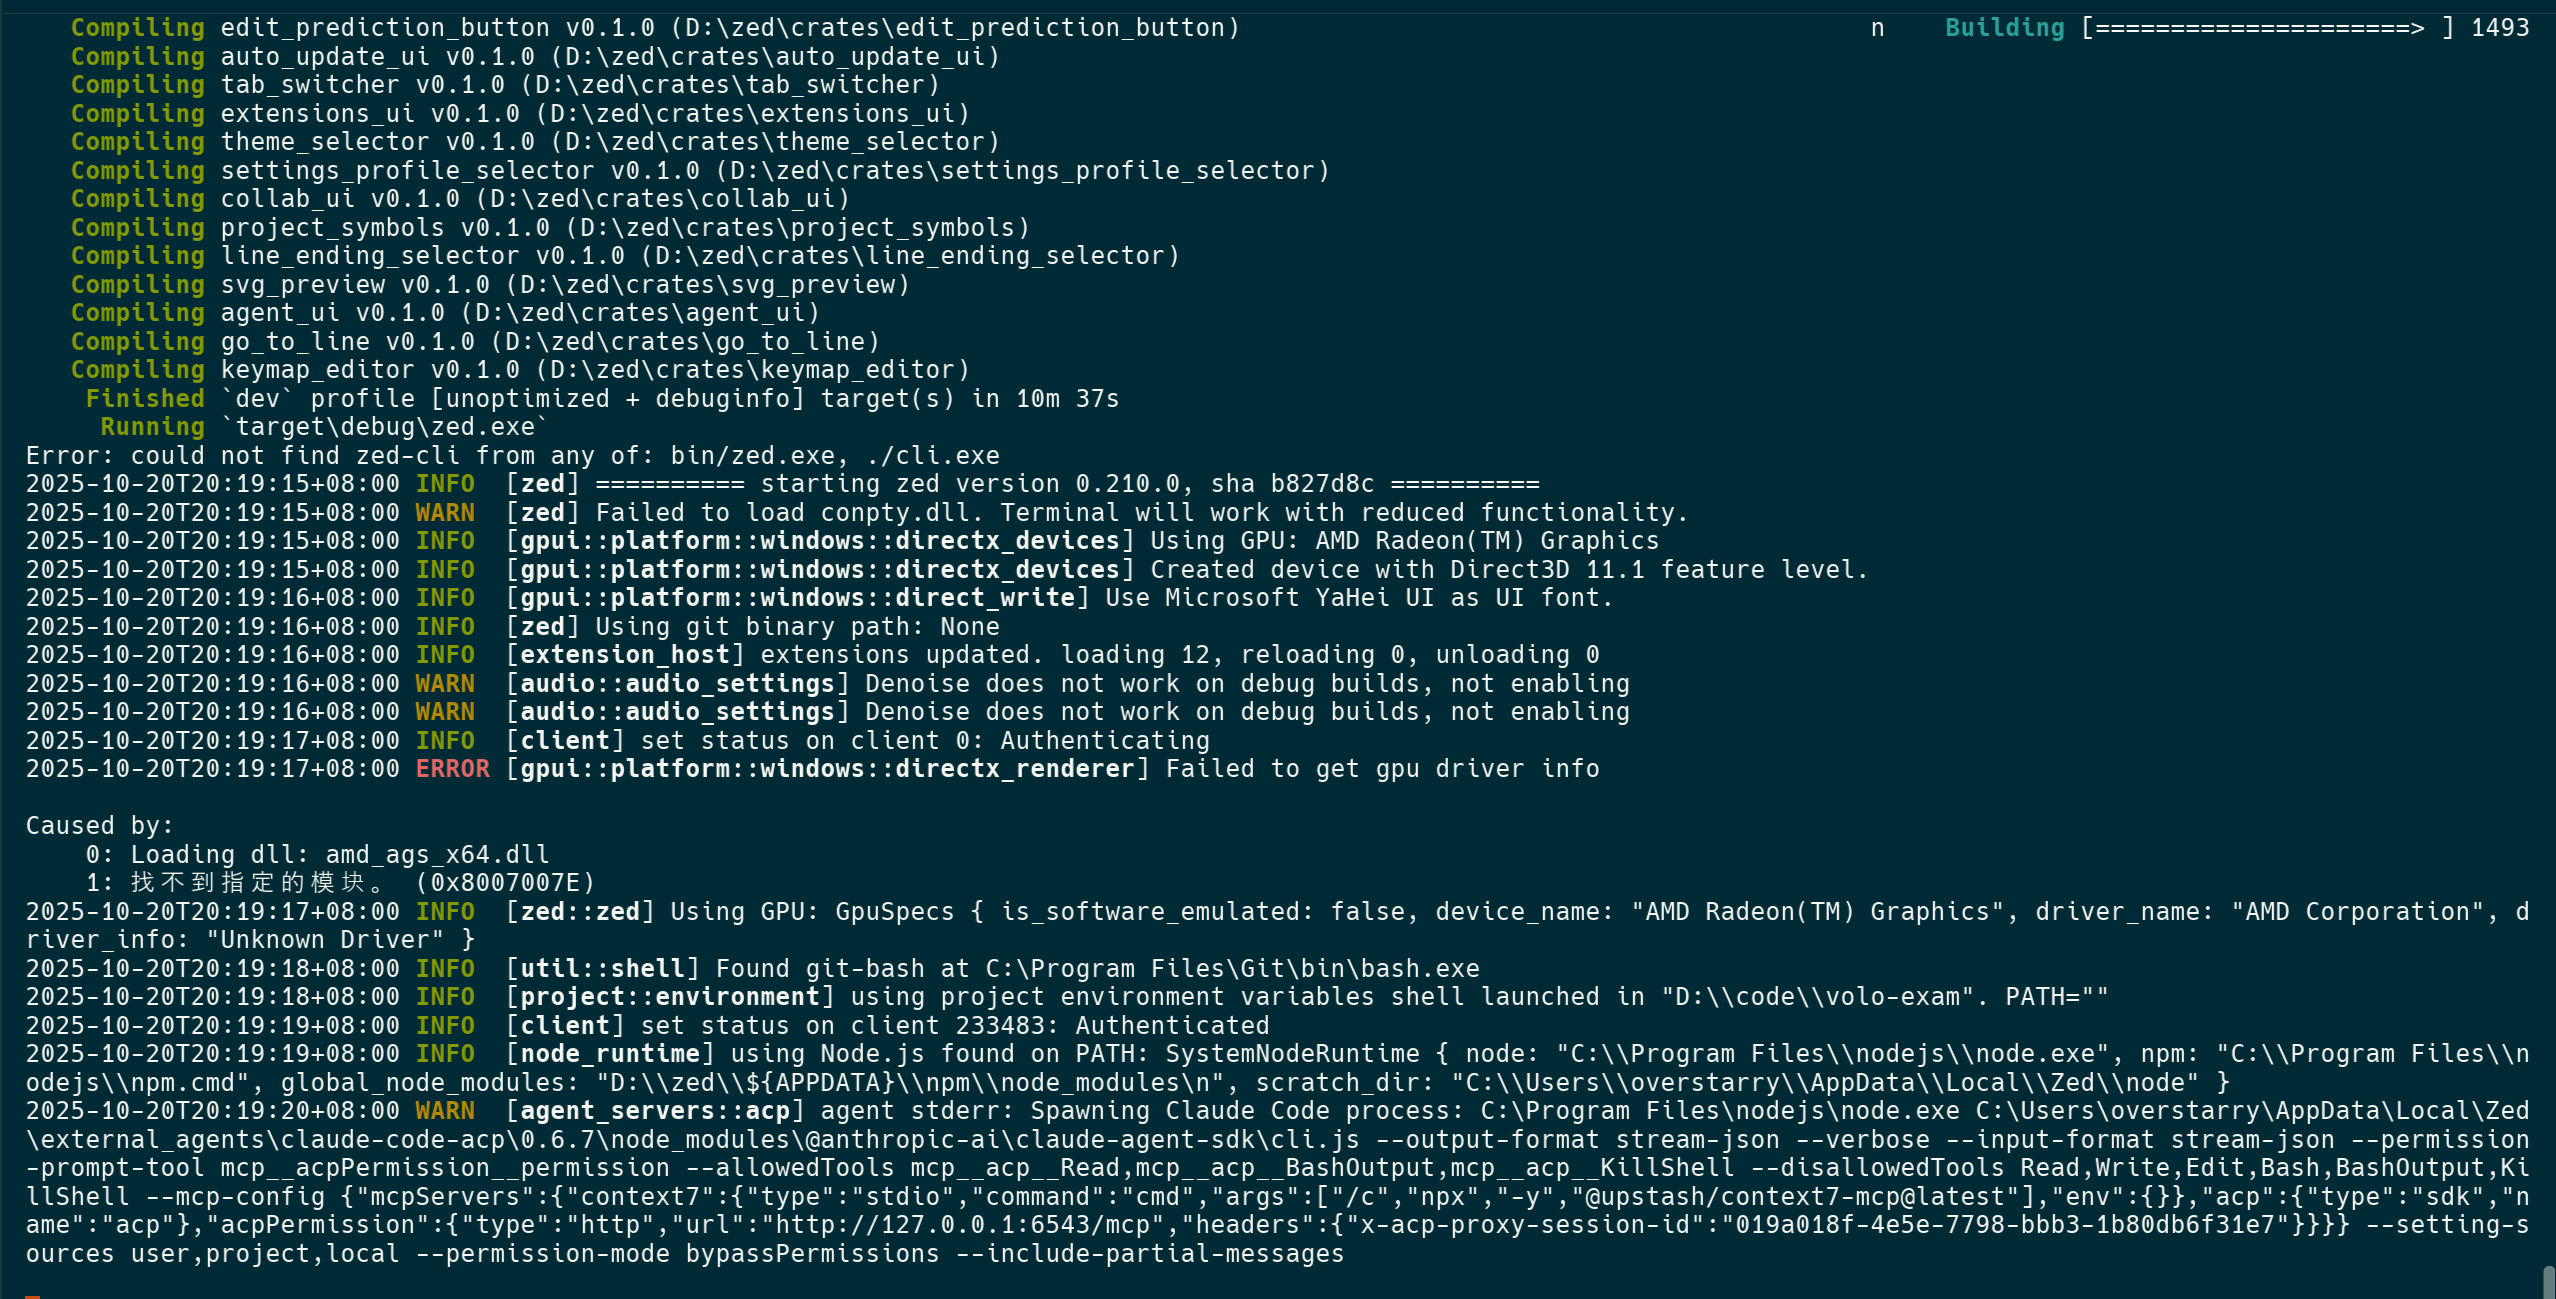 Compiling edit_prediction_button v0.1.0 (D:\zed\crates\edit_prediction_button) n Building [=====================> ] 1493
Compiling auto_update_ui v0.1.0 (D:\zed\crates\auto_update_ui)
Compiling tab_switcher v0.1.0 (D:\zed\crates\tab_switcher)
Compiling extensions_ui v0.1.0 (D:\zed\crates\extensions_ui)
Compiling theme_selector v0.1.0 (D:\zed\crates\theme_selector)
Compiling settings_profile_selector v0.1.0 (D:\zed\crates\settings_profile_selector)
Compiling collab_ui v0.1.0 (D:\zed\crates\collab_ui)
Compiling project_symbols v0.1.0 (D:\zed\crates\project_symbols)
Compiling line_ending_selector v0.1.0 (D:\zed\crates\line_ending_selector)
Compiling svg_preview v0.1.0 (D:\zed\crates\svg_preview)
Compiling agent_ui v0.1.0 (D:\zed\crates\agent_ui)
Compiling go_to_line v0.1.0 (D:\zed\crates\go_to_line)
Compiling keymap_editor v0.1.0 (D:\zed\crates\keymap_editor)
Finished `dev` profile [unoptimized + debuginfo] target(s) in 10m 37s
Running `target\debug\zed.exe`
Error: could not find zed-cli from any of: bin/zed.exe, ./cli.exe
2025-10-20T20:19:15+08:00 INFO [zed] ========== starting zed version 0.210.0, sha b827d8c ==========
2025-10-20T20:19:15+08:00 WARN [zed] Failed to load conpty.dll. Terminal will work with reduced functionality.
2025-10-20T20:19:15+08:00 INFO [gpui::platform::windows::directx_devices] Using GPU: AMD Radeon(TM) Graphics
2025-10-20T20:19:15+08:00 INFO [gpui::platform::windows::directx_devices] Created device with Direct3D 11.1 feature level.
2025-10-20T20:19:16+08:00 INFO [gpui::platform::windows::direct_write] Use Microsoft YaHei UI as UI font.
2025-10-20T20:19:16+08:00 INFO [zed] Using git binary path: None
2025-10-20T20:19:16+08:00 INFO [extension_host] extensions updated. loading 12, reloading 0, unloading 0
2025-10-20T20:19:16+08:00 WARN [audio::audio_settings] Denoise does not work on debug builds, not enabling
2025-10-20T20:19:16+08:00 WARN [audio::audio_settings] Denoise does not work on debug builds, not enabling
2025-10-20T20:19:17+08:00 INFO [client] set status on client 0: Authenticating
2025-10-20T20:19:17+08:00 ERROR [gpui::platform::windows::directx_renderer] Failed to get gpu driver info
Caused by:
0: Loading dll: amd_ags_x64.dll
1: 找不到指定的模块。 (0x8007007E)
2025-10-20T20:19:17+08:00 INFO [zed::zed] Using GPU: GpuSpecs { is_software_emulated: false, device_name: "AMD Radeon(TM) Graphics", driver_name: "AMD Corporation", d
river_info: "Unknown Driver" }
2025-10-20T20:19:18+08:00 INFO [util::shell] Found git-bash at C:\Program Files\Git\bin\bash.exe
2025-10-20T20:19:18+08:00 INFO [project::environment] using project environment variables shell launched in "D:\\code\\volo-exam". PATH=""
2025-10-20T20:19:19+08:00 INFO [client] set status on client 233483: Authenticated
2025-10-20T20:19:19+08:00 INFO [node_runtime] using Node.js found on PATH: SystemNodeRuntime { node: "C:\\Program Files\\nodejs\\node.exe", npm: "C:\\Program Files\\n
odejs\\npm.cmd", global_node_modules: "D:\\zed\\${APPDATA}\\npm\\node_modules\n", scratch_dir: "C:\\Users\\overstarry\\AppData\\Local\\Zed\\node" }
2025-10-20T20:19:20+08:00 WARN [agent_servers::acp] agent stderr: Spawning Claude Code process: C:\Program Files\nodejs\node.exe C:\Users\overstarry\AppData\Local\Zed
\external_agents\claude-code-acp\0.6.7\node_modules\@anthropic-ai\claude-agent-sdk\cli.js --output-format stream-json --verbose --input-format stream-json --permission
-prompt-tool mcp__acpPermission__permission --allowedTools mcp__acp__Read,mcp__acp__BashOutput,mcp__acp__KillShell --disallowedTools Read,Write,Edit,Bash,BashOutput,Ki
llShell --mcp-config {"mcpServers":{"context7":{"type":"stdio","command":"cmd","args":["/c","npx","-y","@upstash/context7-mcp@latest"],"env":{}},"acp":{"type":"sdk","n
ame":"acp"},"acpPermission":{"type":"http","url":"http://127.0.0.1:6543/mcp","headers":{"x-acp-proxy-session-id":"019a018f-4e5e-7798-bbb3-1b80db6f31e7"}}}} --setting-s
ources user,project,local --permission-mode bypassPermissions --include-partial-messages